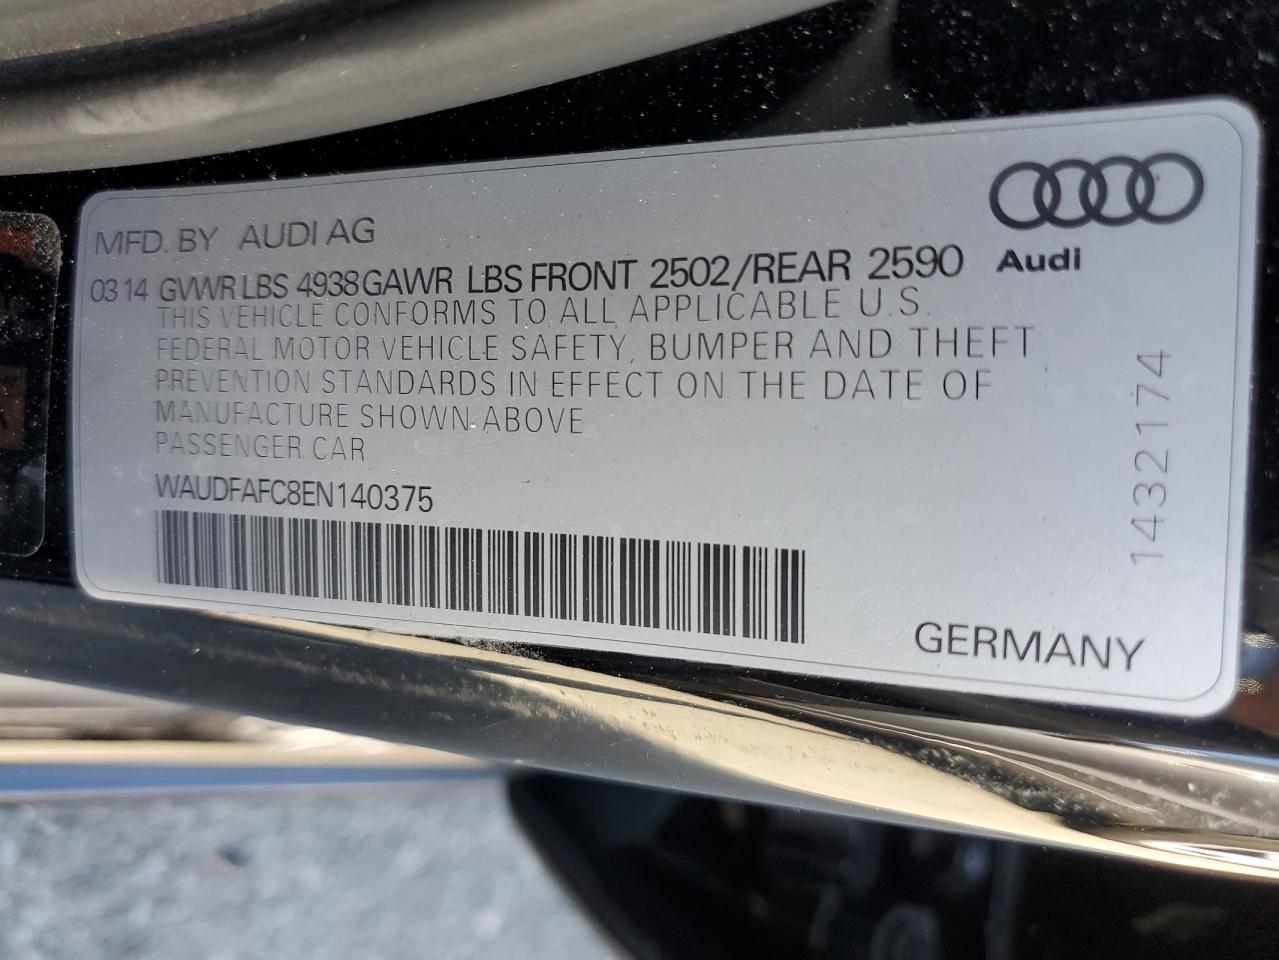 MFD. BY AUDI AG
Audi
03 14 GVWR LBS 4938 GAWR LBS FRONT 2502/REAR 2590
THIS VEHICLE CONFORMS TO ALL APPLICABLE U.S.
FEDERAL MOTOR VEHICLE SAFETY, BUMPER AND THEFT
PREVENTION STANDARDS IN EFFECT ON THE DATE OF
MANUFACTURE SHOWN ABOVE
PASSENGER CAR
WAUDFAFC8EN140375
1432174
GERMANY